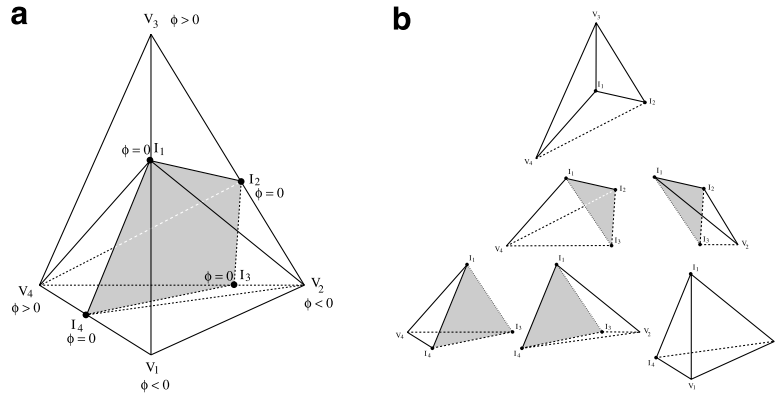 a
b
V3 ϕ > 0
ϕ = 0 I1
I2
ϕ = 0
ϕ = 0 I3
V4
ϕ > 0
V2
ϕ < 0
I4
ϕ = 0
V1
ϕ < 0
V3
I1
I2
V4
I1
I2
V4
I3
I1
I2
I3
V2
I1
V4
I3
I4
I1
I3
V2
I4
I1
I4
V1